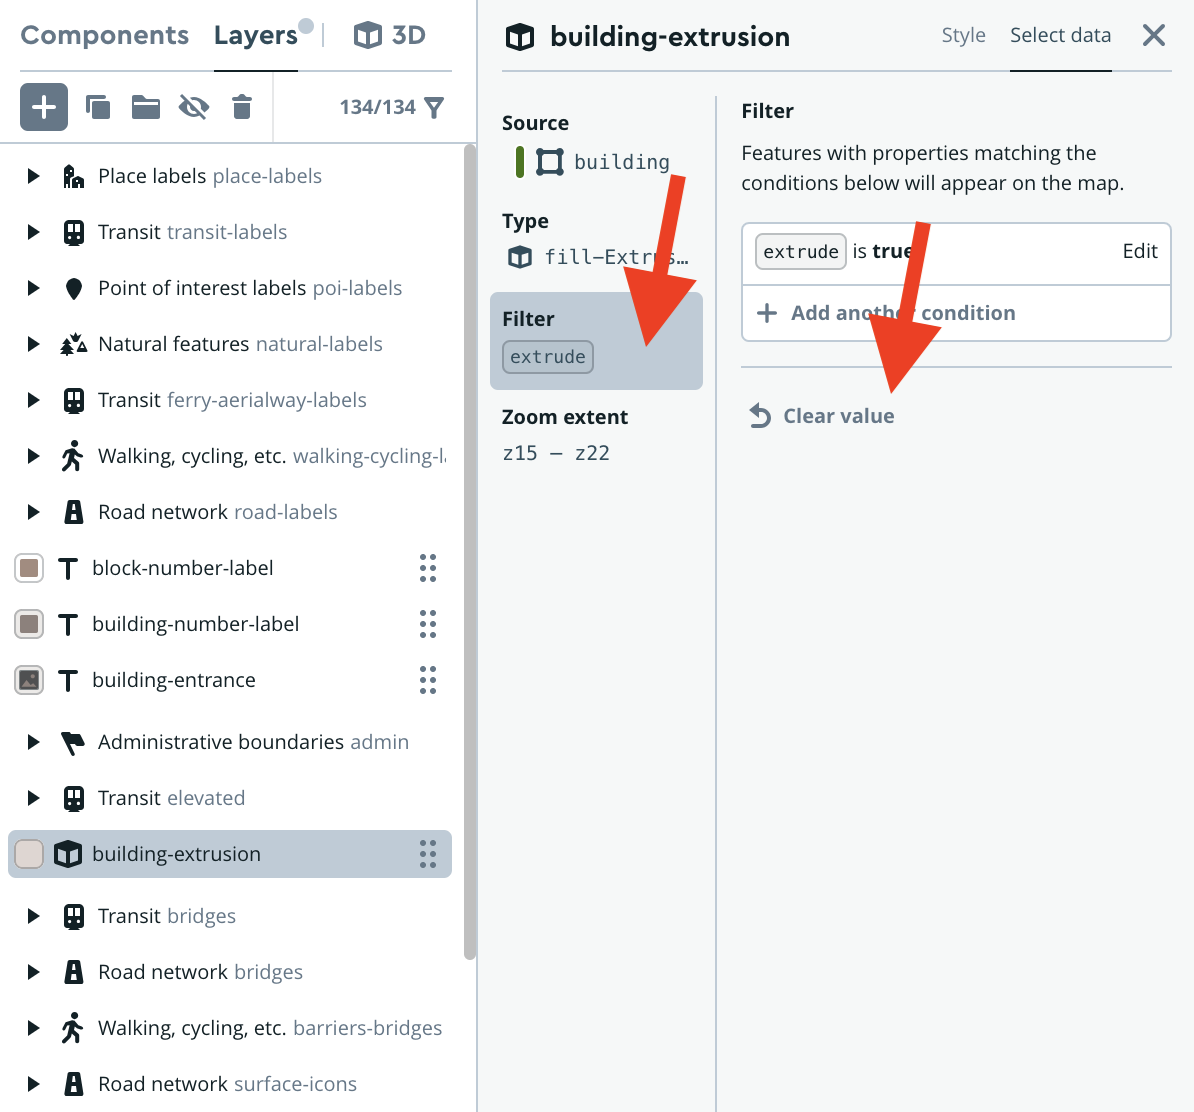 Components Layers 3D
134/134
Place labels place-labels
Transit transit-labels
Point of interest labels poi-labels
Natural features natural-labels
Transit ferry-aerialway-labels
Walking, cycling, etc. walking-cycling-la
Road network road-labels
block-number-label
building-number-label
building-entrance
Administrative boundaries admin
Transit elevated
building-extrusion
Transit bridges
Road network bridges
Walking, cycling, etc. barriers-bridges
Road network surface-icons
building-extrusion Style Select data
Source
building
Type
fill-Extrus…
Filter
extrude
Zoom extent
z15 – z22
Filter
Features with properties matching the
conditions below will appear on the map.
extrude is true Edit
Add another condition
Clear value